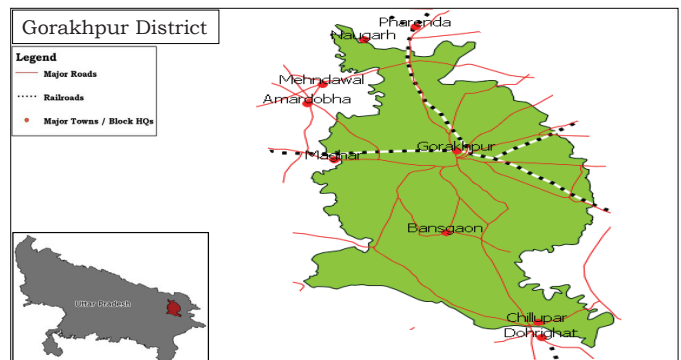 Gorakhpur District
Legend
Major Roads
Railroads
Major Towns / Block HQs
Pharenda
Naugarh
Mehndawal
Amardobha
Gorakhpur
Maghar
Bansgaon
Chillupar
Dohrighat
Uttar Pradesh